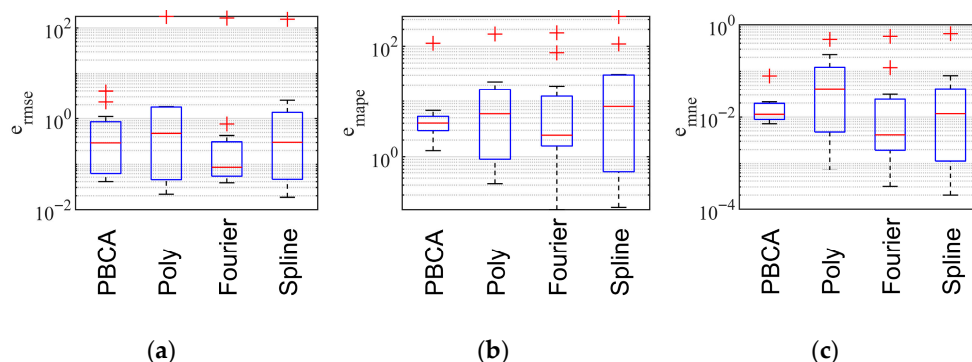 10^2
10^0
10^-2
e_rmse
PBCA
Poly
Fourier
Spline
(a)
10^2
10^0
e_mape
PBCA
Poly
Fourier
Spline
(b)
10^0
10^-2
10^-4
e_mne
PBCA
Poly
Fourier
Spline
(c)